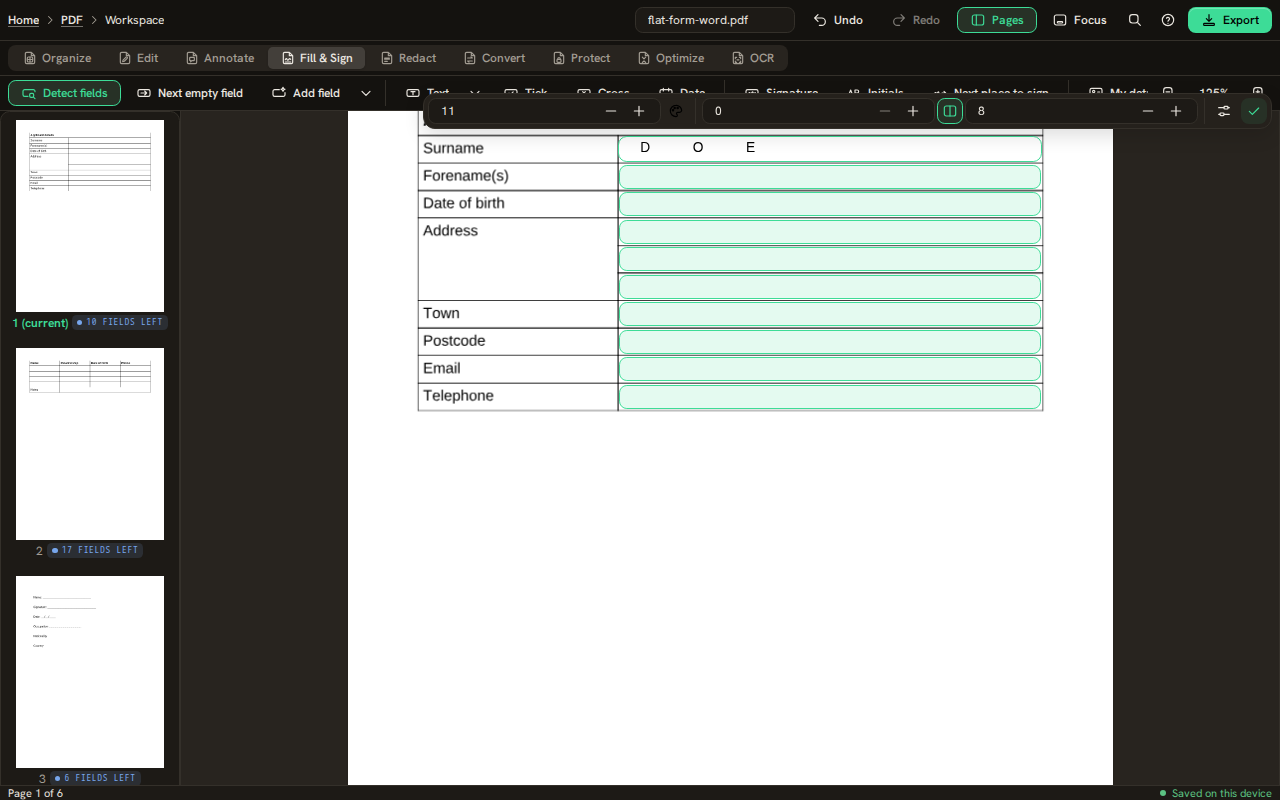 Home > PDF > Workspace
flat-form-word.pdf
Undo
Redo
Pages
Focus
Export
Organize
Edit
Annotate
Fill & Sign
Redact
Convert
Protect
Optimize
OCR
Detect fields
Next empty field
Add field
Text
Tick
Cross
Date
Signature
Initials
Next place to sign
125%
11
0
8
Surname
D O E
Forename(s)
Date of birth
Address
Town
Postcode
Email
Telephone
1 (current)
10 FIELDS LEFT
2
17 FIELDS LEFT
3
6 FIELDS LEFT
Page 1 of 6
Saved on this device